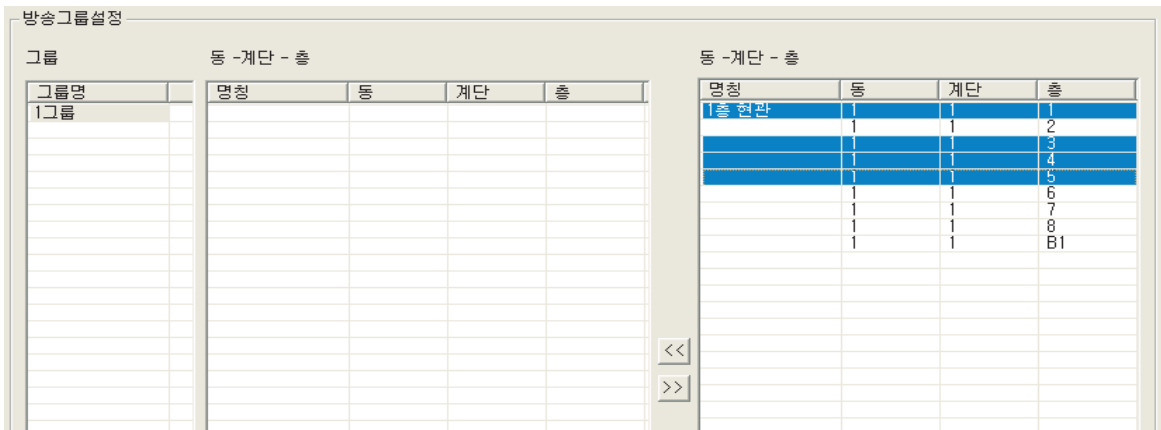 방송그룹설정
그룹 동 -계단 - 층 동 -계단 - 층
그룹명 명칭 동 계단 층 명칭 동 계단 층
1그룹 1층 현관 1 1 1
1 1 2
1 1 3
1 1 4
1 1 5
1 1 6
1 1 7
1 1 8
1 1 B1
<<
>>